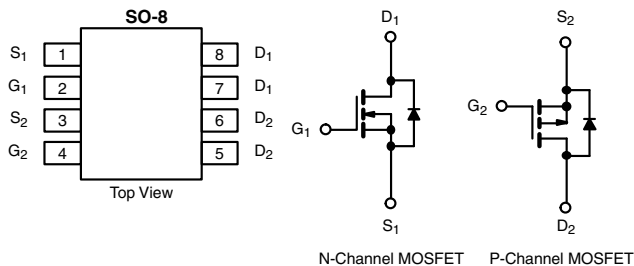 SO-8
S1 1 8 D1
G1 2 7 D1
S2 3 6 D2
G2 4 5 D2
Top View
D1
G1
S1
N-Channel MOSFET
S2
G2
D2
P-Channel MOSFET